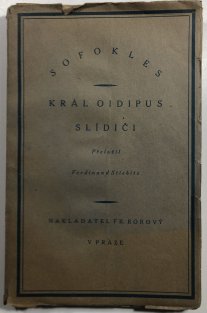 SOFOKLES
KRÁL OIDIPUS
SLÍDIČI
Přeložil
Ferdinand Stiebitz
NAKLADATEL FR. BOROVÝ
V PRAZE